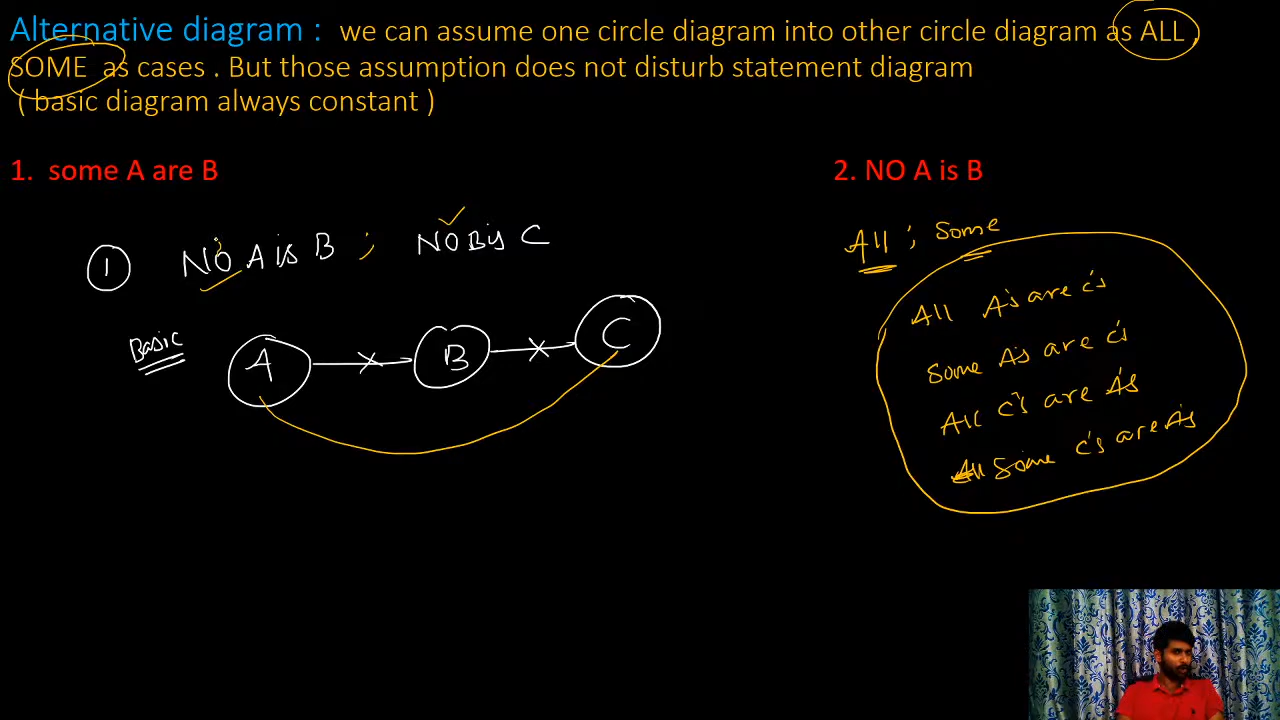 Alternative diagram : we can assume one circle diagram into other circle diagram as ALL ,
SOME as cases . But those assumption does not disturb statement diagram
( basic diagram always constant )
1. some A are B
2. NO A is B
1 NO A is B ; NO B is C
All ; Some
Basic
A B C
All A's are C's
Some A's are C's
All C's are A's
Some C's are A's